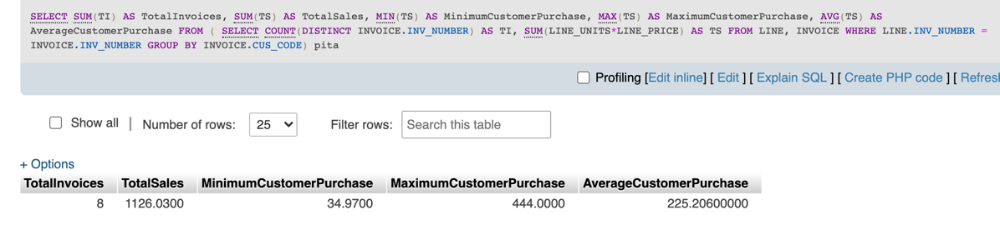 SELECT SUM(TI) AS TotalInvoices, SUM(TS) AS TotalSales, MIN(TS) AS MinimumCustomerPurchase, MAX(TS) AS MaximumCustomerPurchase, AVG(TS) AS
AverageCustomerPurchase FROM ( SELECT COUNT(DISTINCT INVOICE.INV_NUMBER) AS TI, SUM(LINE_UNITS*LINE_PRICE) AS TS FROM LINE, INVOICE WHERE LINE.INV_NUMBER =
INVOICE.INV_NUMBER GROUP BY INVOICE.CUS_CODE) pita
Profiling [Edit inline] [ Edit ] [ Explain SQL ] [ Create PHP code ] [ Refresh
Show all | Number of rows: 25 Filter rows: Search this table
+ Options
TotalInvoices TotalSales MinimumCustomerPurchase MaximumCustomerPurchase AverageCustomerPurchase
8 1126.0300 34.9700 444.0000 225.20600000